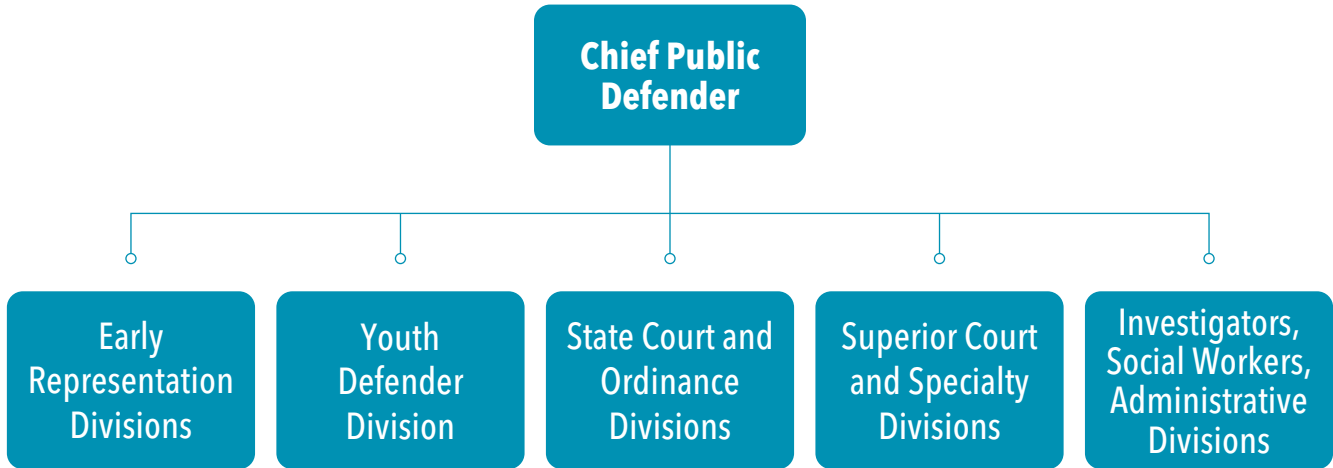 Chief Public
Defender
Early
Representation
Divisions
Youth
Defender
Division
State Court and
Ordinance
Divisions
Superior Court
and Specialty
Divisions
Investigators,
Social Workers,
Administrative
Divisions